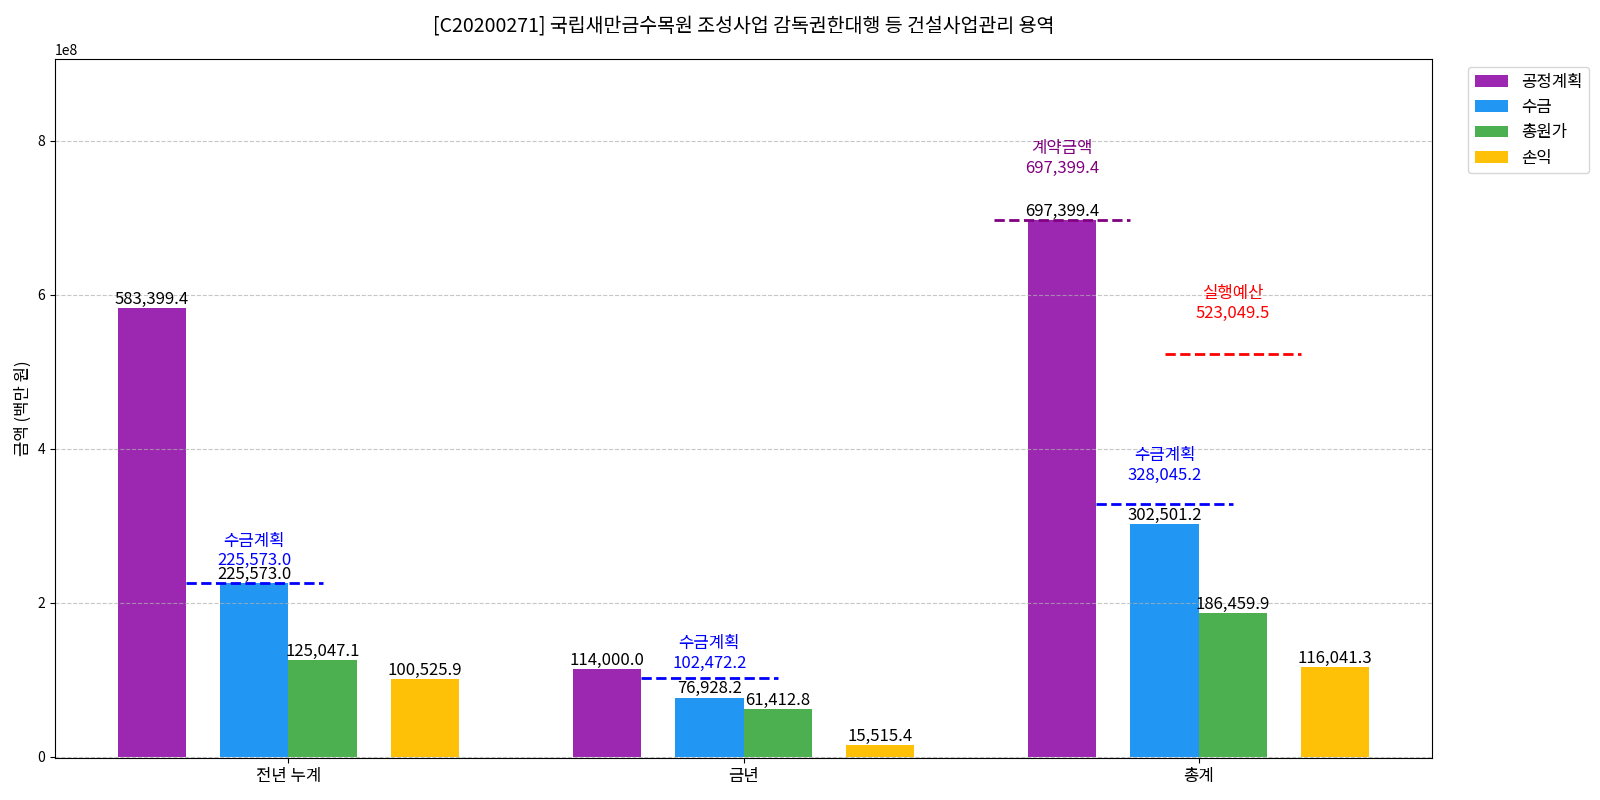 [C20200271] 국립새만금수목원 조성사업 감독권한대행 등 건설사업관리 용역
1e8
공정계획
수금
총원가
손익
8
6
4
2
0
금액 (백만 원)
583,399.4
수금계획
225,573.0
225,573.0
125,047.1
100,525.9
114,000.0
수금계획
102,472.2
76,928.2
61,412.8
15,515.4
계약금액
697,399.4
697,399.4
실행예산
523,049.5
수금계획
328,045.2
302,501.2
186,459.9
116,041.3
전년 누계
금년
총계